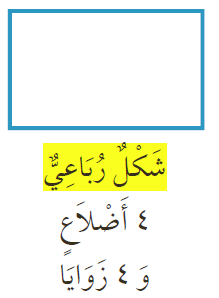 شَكْلٌ رُبَاعِيٌّ
٤ أَضْلَاعٍ
وَ ٤ زَوَايَا